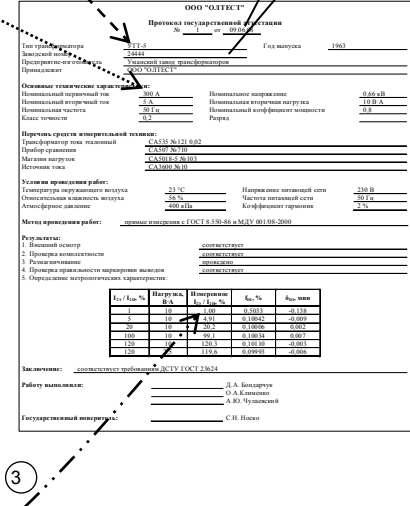 ООО "ОЛТЕСТ"
Протокол государственной аттестации
№ 1 от 09.06.
Тип трансформатора УТТ-5 Год выпуска 1963
Заводской номер 24444
Предприятие-изготовитель Уманский завод трансформаторов
Принадлежит ООО "ОЛТЕСТ"
Основные технические характеристики:
Номинальный первичный ток 300 А Номинальное напряжение 0,66 кВ
Номинальный вторичный ток 5 А Номинальная вторичная нагрузка 10 В·А
Номинальная частота 50 Гц Номинальный коэффициент мощности 0,8
Класс точности 0,2 Разряд
Перечень средств измерительной техники:
Трансформатор тока эталонный СА535 №121 0,02
Прибор сравнения СА507 №710
Магазин нагрузок СА5018-5 №103
Источник тока СА3600 №10
Условия проведения работ:
Температура окружающего воздуха 23 °С Напряжение питающей сети 230 В
Относительная влажность воздуха 56 % Частота питающей сети 50 Гц
Атмосферное давление 400 кПа Коэффициент гармоник 2 %
Метод проведения работ: прямые измерения с ГОСТ 8.550-86 и МДУ 001/08-2000
Результаты:
1. Внешний осмотр соответствует
2. Проверка комплектности соответствует
3. Размагничивание проведено
4. Проверка правильности маркировки выводов соответствует
5. Определение метрологических характеристик:
Нагрузка, Измеренное
В·А
1 10 1,00 0,5033 -0,138
5 10 4,91 0,10042 -0,009
20 10 20,2 0,10006 0,002
100 10 99,1 0,10034 0,007
120 10 120,3 0,10110 -0,003
120 119,6 0,09993 -0,006
Заключение: соответствует требованиям ДСТУ ГОСТ 23624
Работу выполнили: Д.А. Бондарчук
О.А.Клименко
А.Ю. Чулаевский
Государственный поверитель: С.Н. Носко
3